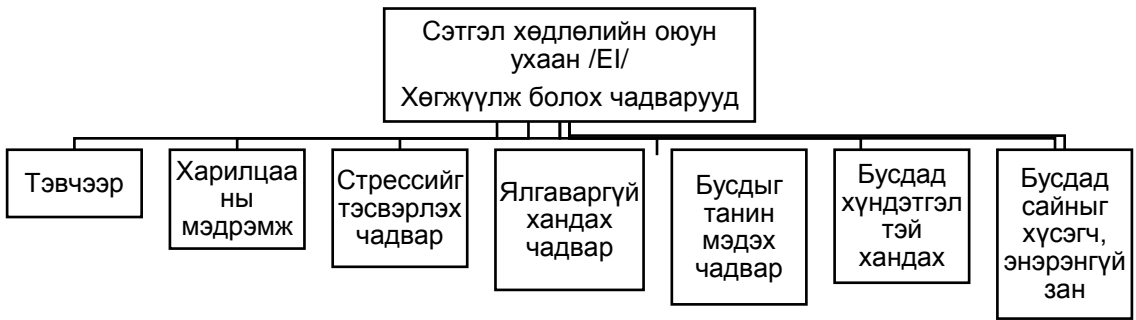 Сэтгэл хөдлөлийн оюун
ухаан /EI/
Хөгжүүлж болох чадварууд
Тэвчээр
Харилцаа
ны
мэдрэмж
Стрессийг
тэсвэрлэх
чадвар
Ялгаваргүй
хандах
чадвар
Бусдыг
танин
мэдэх
чадвар
Бусдад
хүндэтгэл
тэй
хандах
Бусдад
сайныг
хүсэгч,
энэрэнгүй
зан